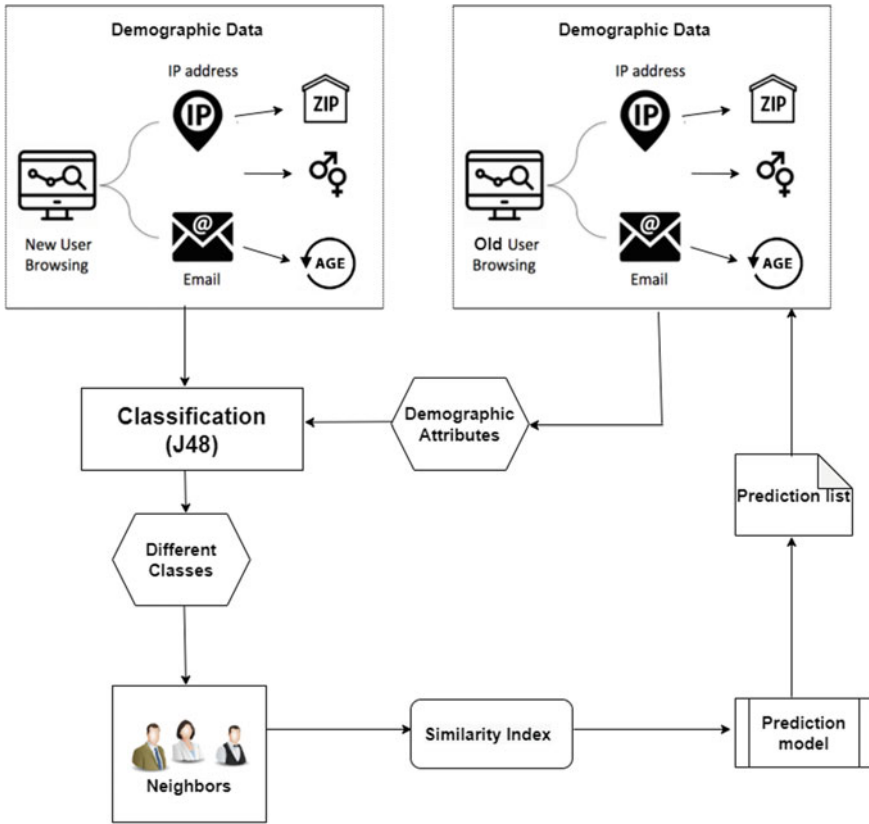 Demographic Data
IP address
IP
ZIP
New User
Browsing
@
Email
AGE
Demographic Data
IP address
IP
ZIP
Old User
Browsing
@
Email
AGE
Classification
(J48)
Demographic
Attributes
Prediction list
Different
Classes
Neighbors
Similarity Index
Prediction
model